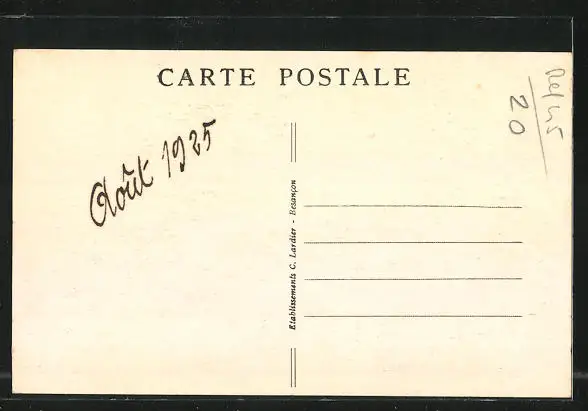 CARTE POSTALE
Août 1925
Etablissements C. Lardier - Besançon
20